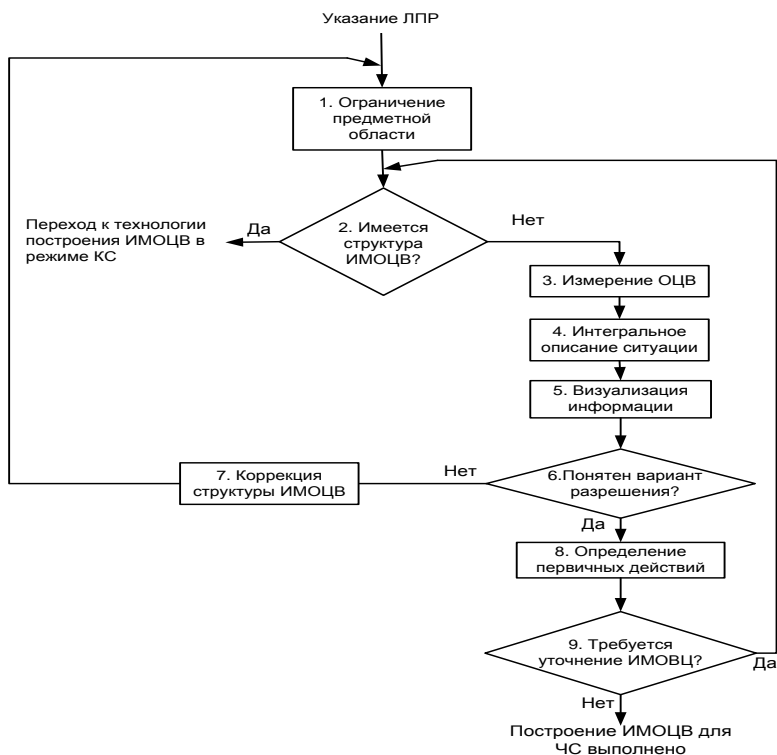 Указание ЛПР
1. Ограничение
предметной
области
Переход к технологии
построения ИМОЦВ в
режиме КС
Да
2. Имеется
структура
ИМОЦВ?
Нет
3. Измерение ОЦВ
4. Интегральное
описание ситуации
5. Визуализация
информации
7. Коррекция
структуры ИМОЦВ
Нет
6.Понятен вариант
разрешения?
Да
8. Определение
первичных действий
9. Требуется
уточнение ИМОВЦ?
Да
Нет
Построение ИМОЦВ для
ЧС выполнено